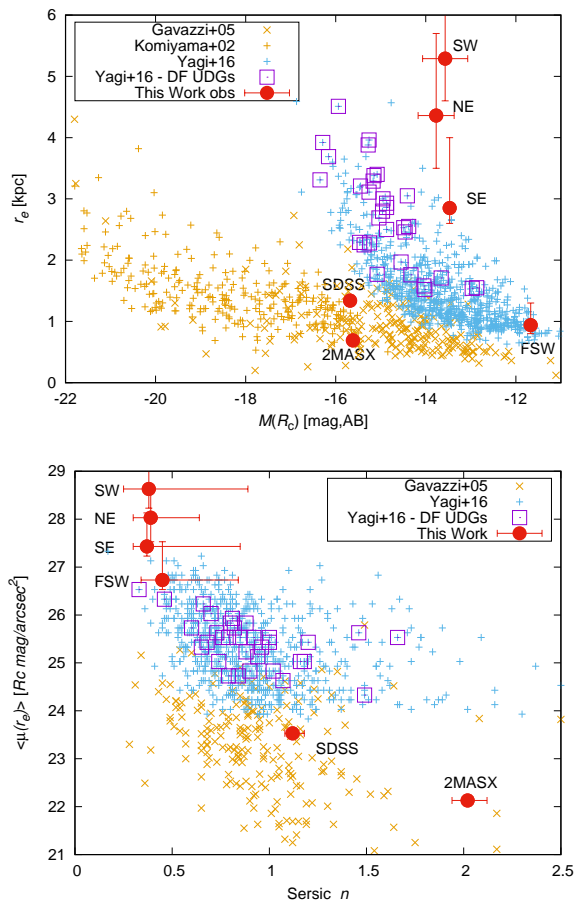 Gavazzi+05
Komiyama+02
Yagi+16
Yagi+16 - DF UDGs
This Work obs
SW
NE
SE
SDSS
2MASX
FSW
6
5
4
3
2
1
0
r_e [kpc]
-22 -20 -18 -16 -14 -12
M(R_c) [mag,AB]
Gavazzi+05
Yagi+16
Yagi+16 - DF UDGs
This Work
SW
NE
SE
FSW
SDSS
2MASX
29
28
27
26
25
24
23
22
21
<μ(r_e)> [Rc mag/arcsec²]
0 0.5 1 1.5 2 2.5
Sersic n